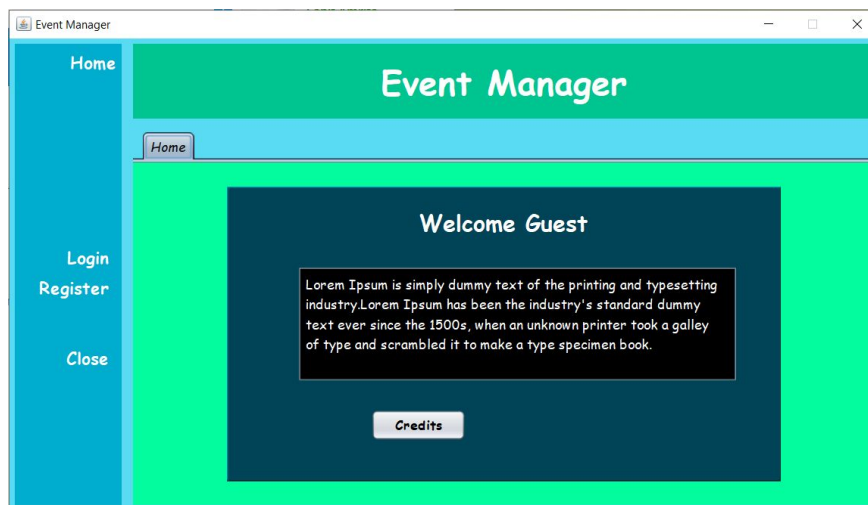 Event Manager
Home
Event Manager
Home
Welcome Guest
Login
Register
Lorem Ipsum is simply dummy text of the printing and typesetting
industry.Lorem Ipsum has been the industry's standard dummy
text ever since the 1500s, when an unknown printer took a galley
of type and scrambled it to make a type specimen book.
Close
Credits